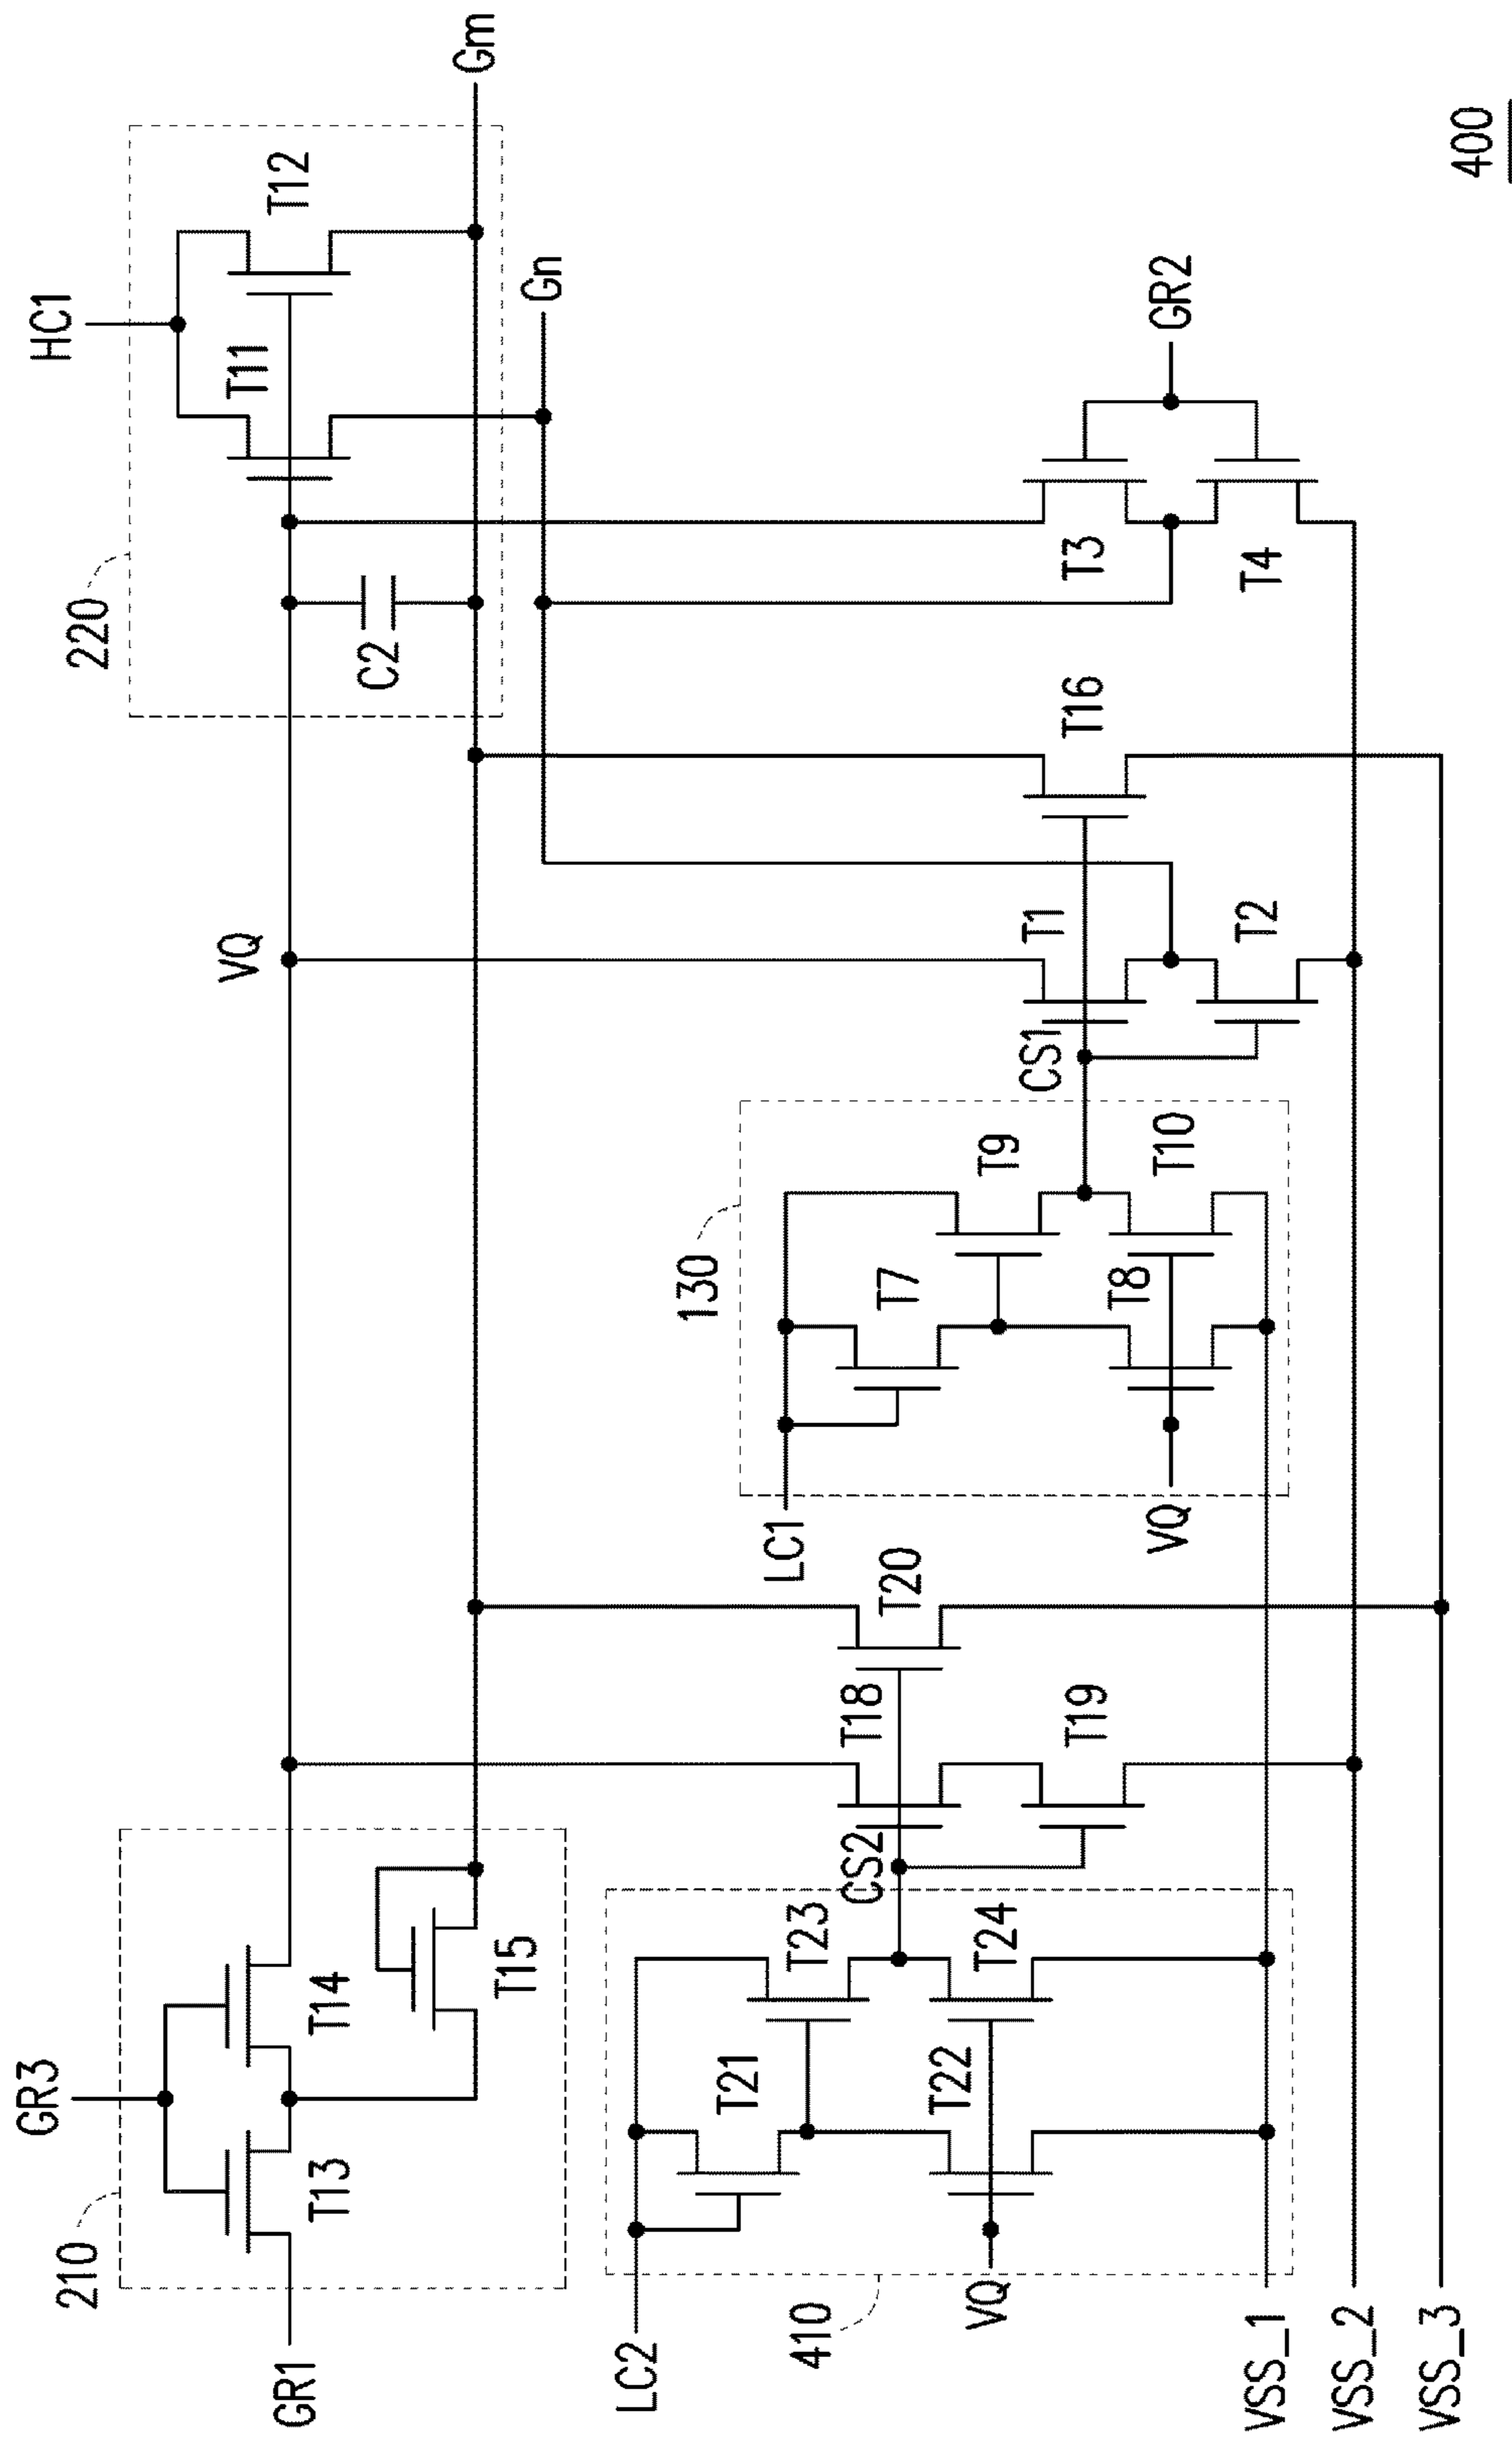 GR1
210
GR3
T13
T14
T15
VQ
220
C2
HC1
T11
T12
Gm
Gn
LC2
410
VQ
T21
T22
T23
T24
CS2
T18
T19
T20
LC1
130
VQ
T7
T8
T9
T10
CS1
T1
T2
T16
T3
T4
GR2
VSS_1
VSS_2
VSS_3
400